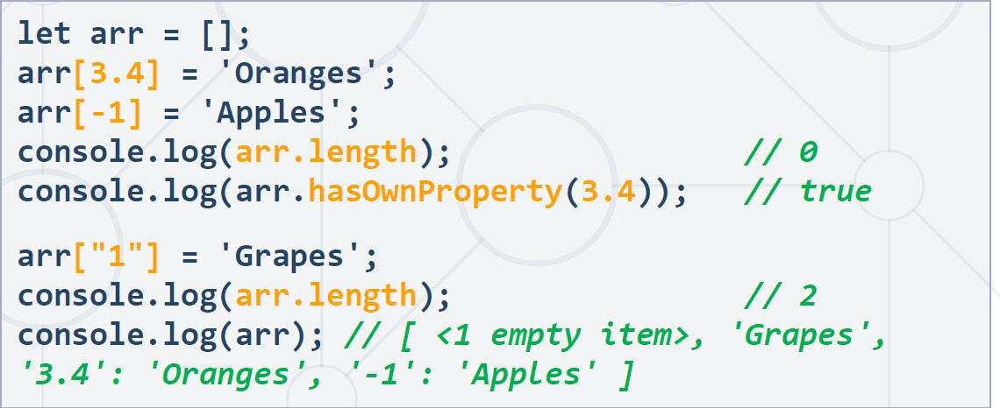 let arr = [];
arr[3.4] = 'Oranges';
arr[-1] = 'Apples';
console.log(arr.length);                // 0
console.log(arr.hasOwnProperty(3.4));   // true
arr["1"] = 'Grapes';
console.log(arr.length);                // 2
console.log(arr); // [ <1 empty item>, 'Grapes',
'3.4': 'Oranges', '-1': 'Apples' ]